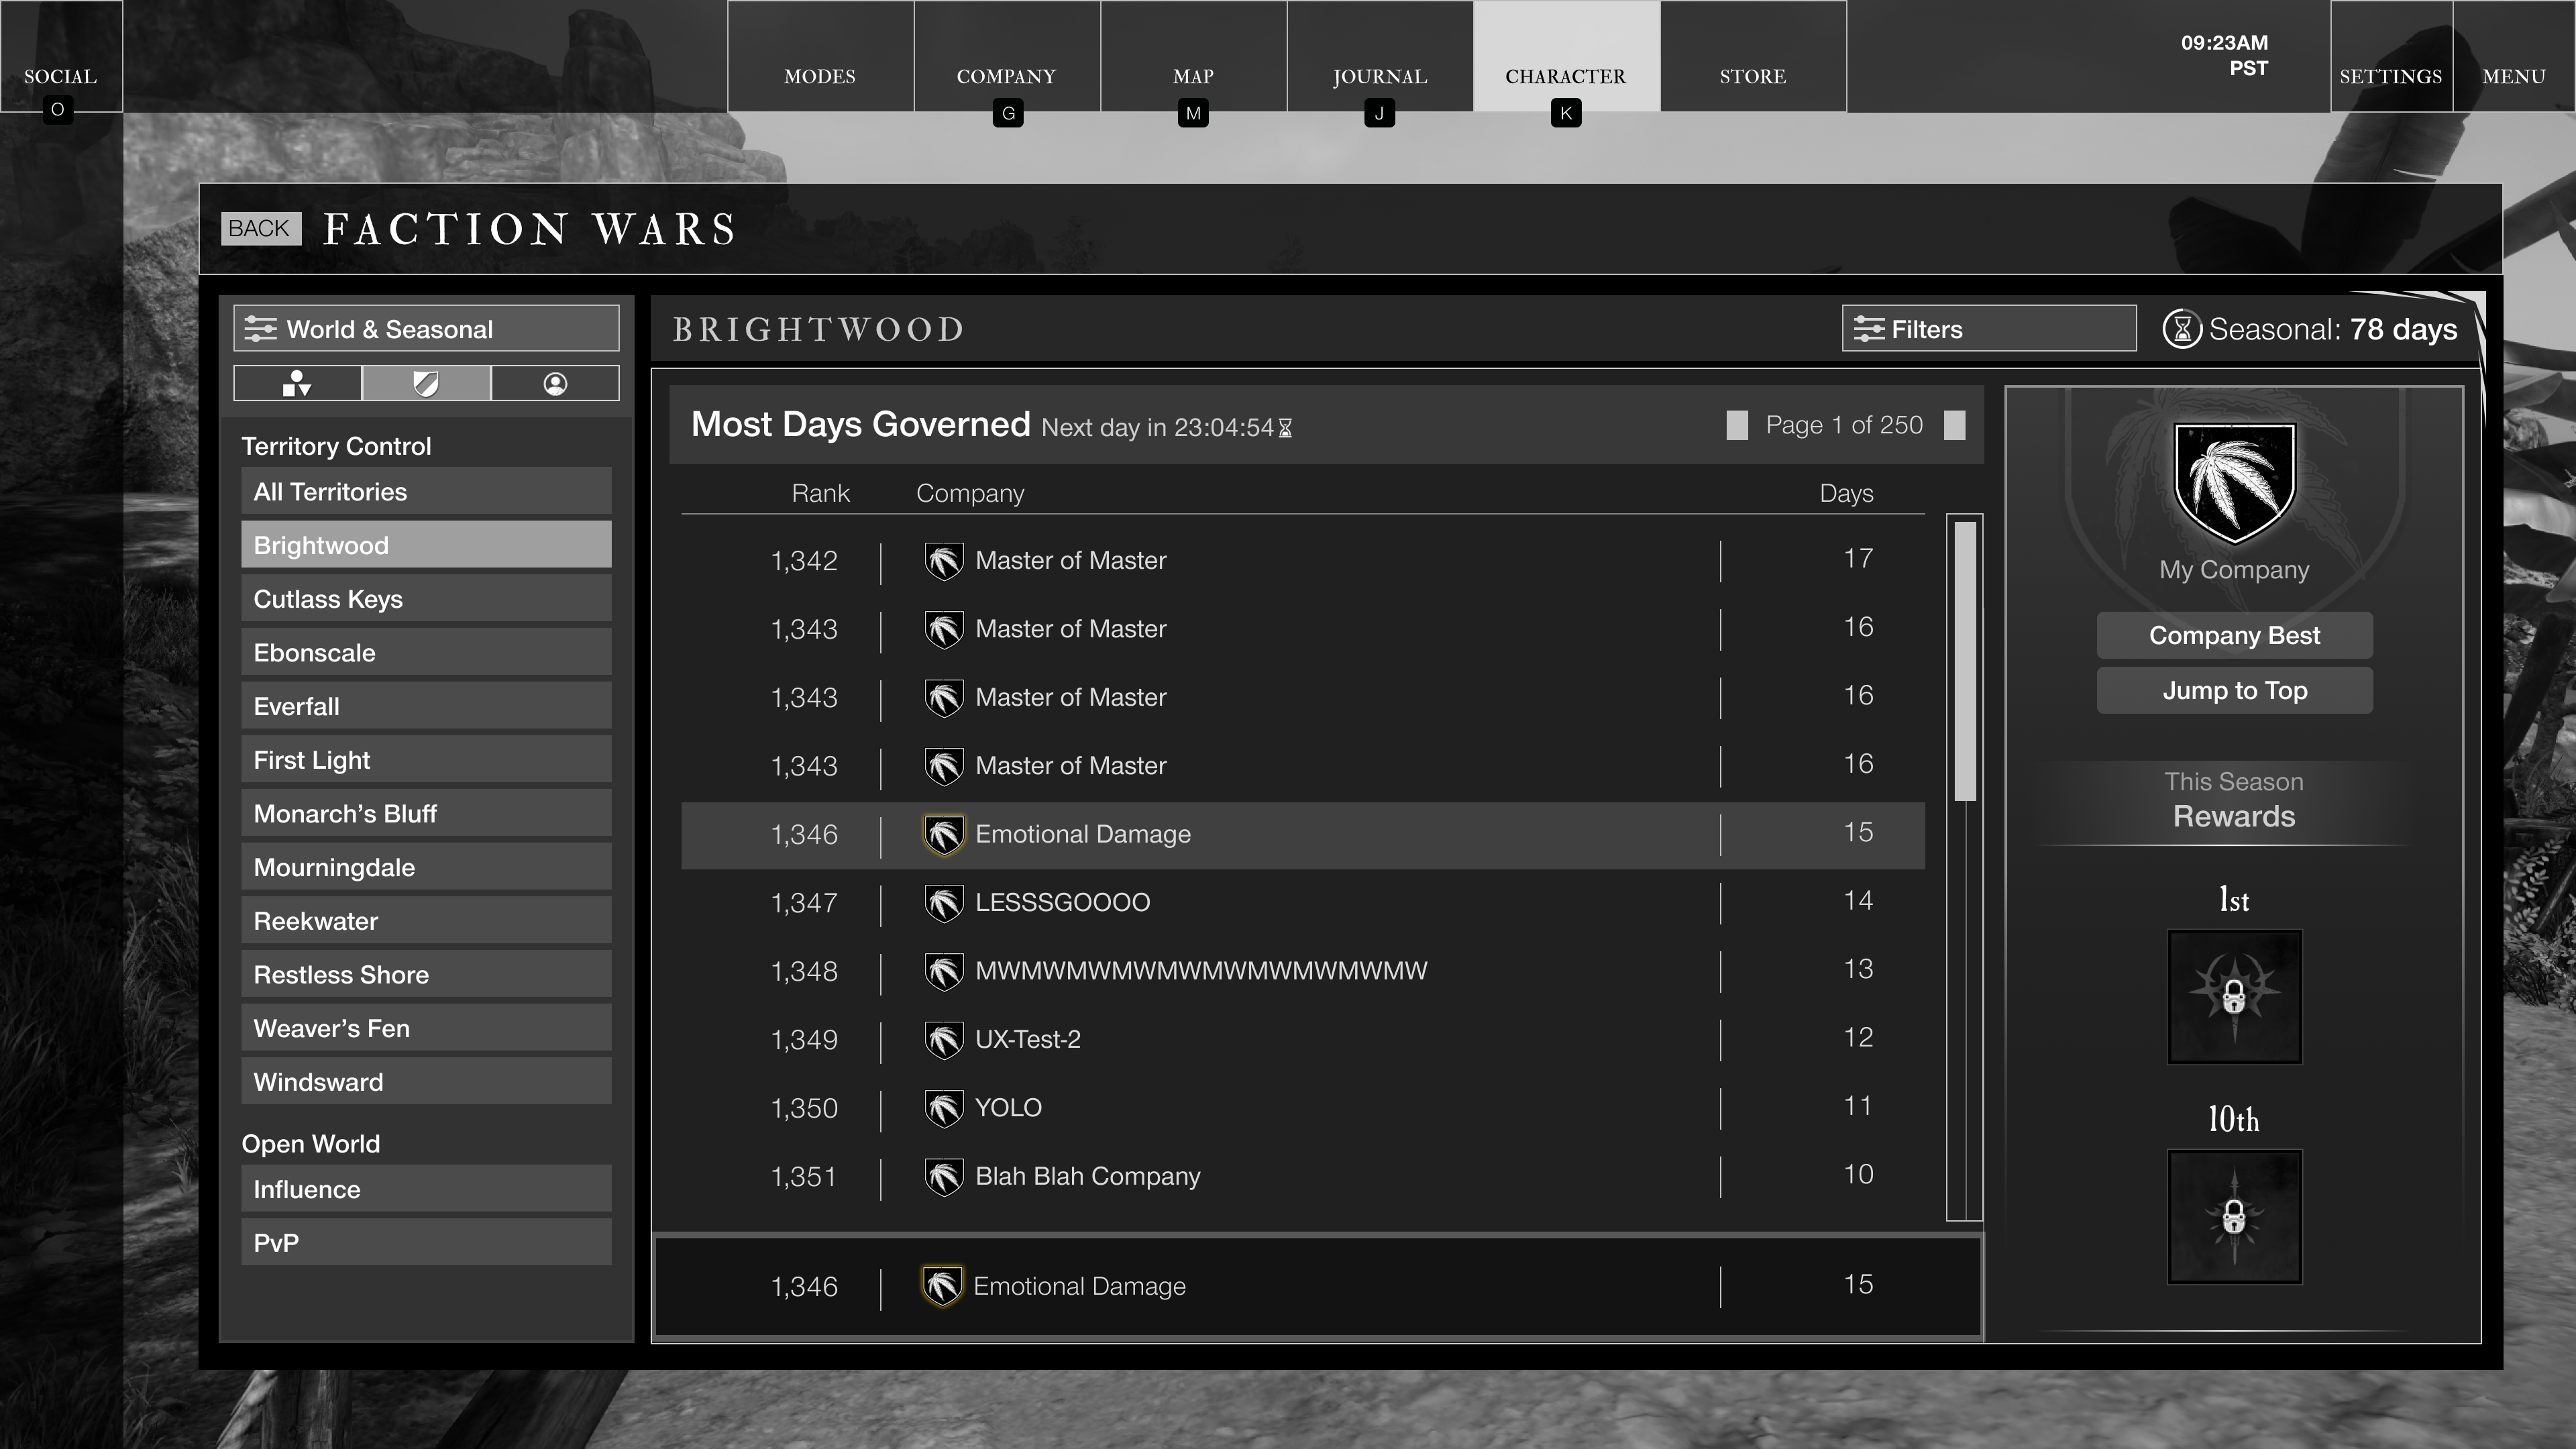 SOCIAL
O
MODES
COMPANY
G
MAP
M
JOURNAL
J
CHARACTER
K
STORE
09:23AM
PST
SETTINGS
MENU
BACK
FACTION WARS
World & Seasonal
Territory Control
All Territories
Brightwood
Cutlass Keys
Ebonscale
Everfall
First Light
Monarch’s Bluff
Mourningdale
Reekwater
Restless Shore
Weaver’s Fen
Windsward
Open World
Influence
PvP
BRIGHTWOOD
Filters
Seasonal: 78 days
Most Days Governed Next day in 23:04:54
Page 1 of 250
Rank Company Days
1,342 Master of Master 17
1,343 Master of Master 16
1,343 Master of Master 16
1,343 Master of Master 16
1,346 Emotional Damage 15
1,347 LESSSGOOOO 14
1,348 MWMWMWMWMWMWMWMWMWMW 13
1,349 UX-Test-2 12
1,350 YOLO 11
1,351 Blah Blah Company 10
1,346 Emotional Damage 15
My Company
Company Best
Jump to Top
This Season
Rewards
1st
10th